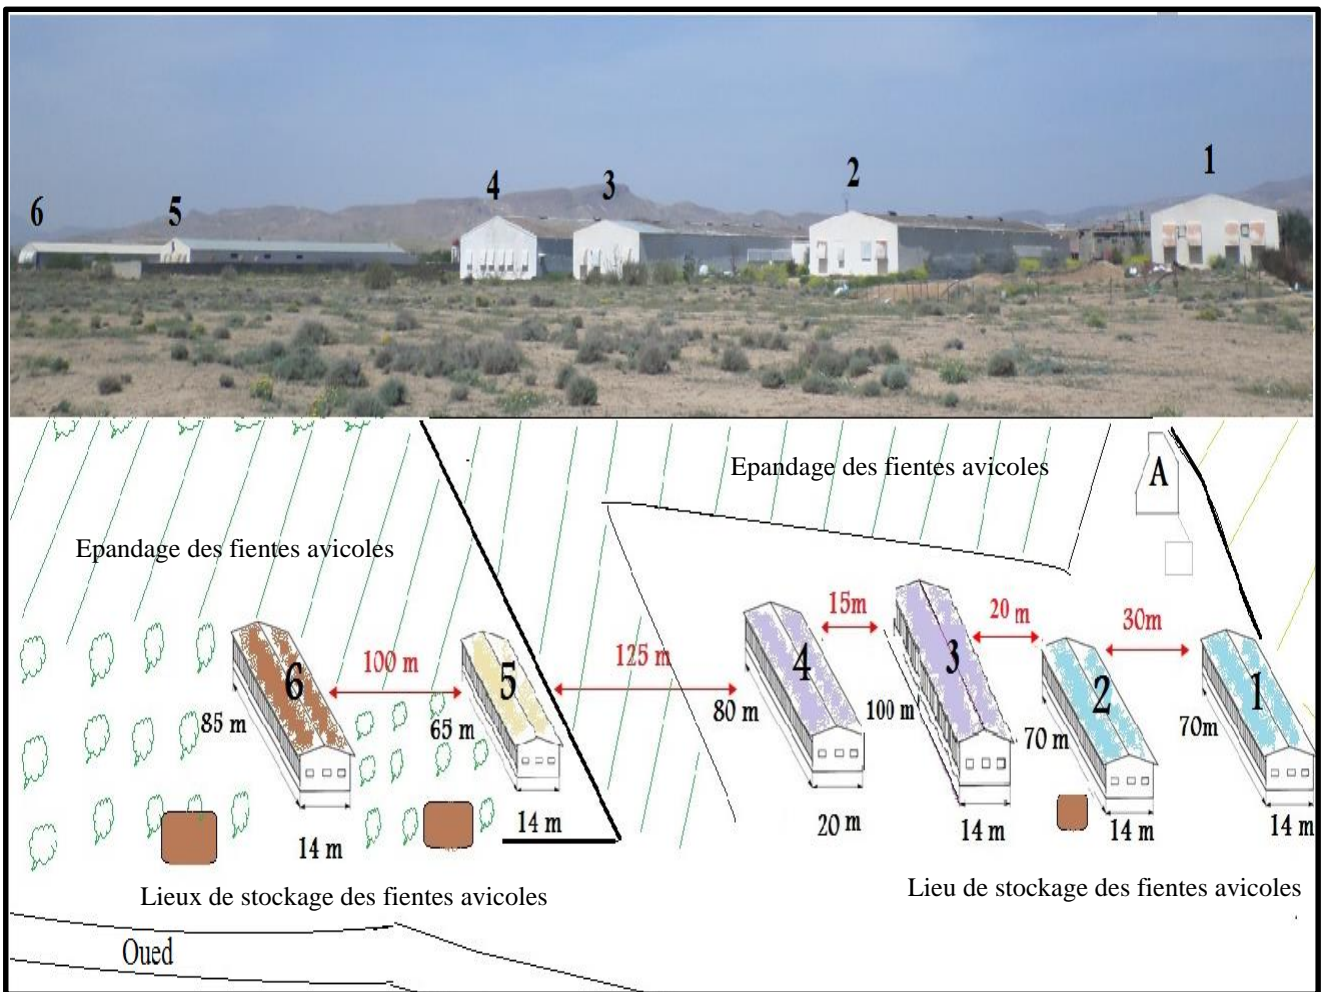 1
2
3
4
5
6
Epandage des fientes avicoles
A
Epandage des fientes avicoles
15m
20 m
30m
100 m
125 m
6
5
4
3
2
1
85 m
65 m
80 m
100 m
70 m
70m
14 m
14 m
20 m
14 m
14 m
14 m
Lieux de stockage des fientes avicoles
Lieu de stockage des fientes avicoles
Oued